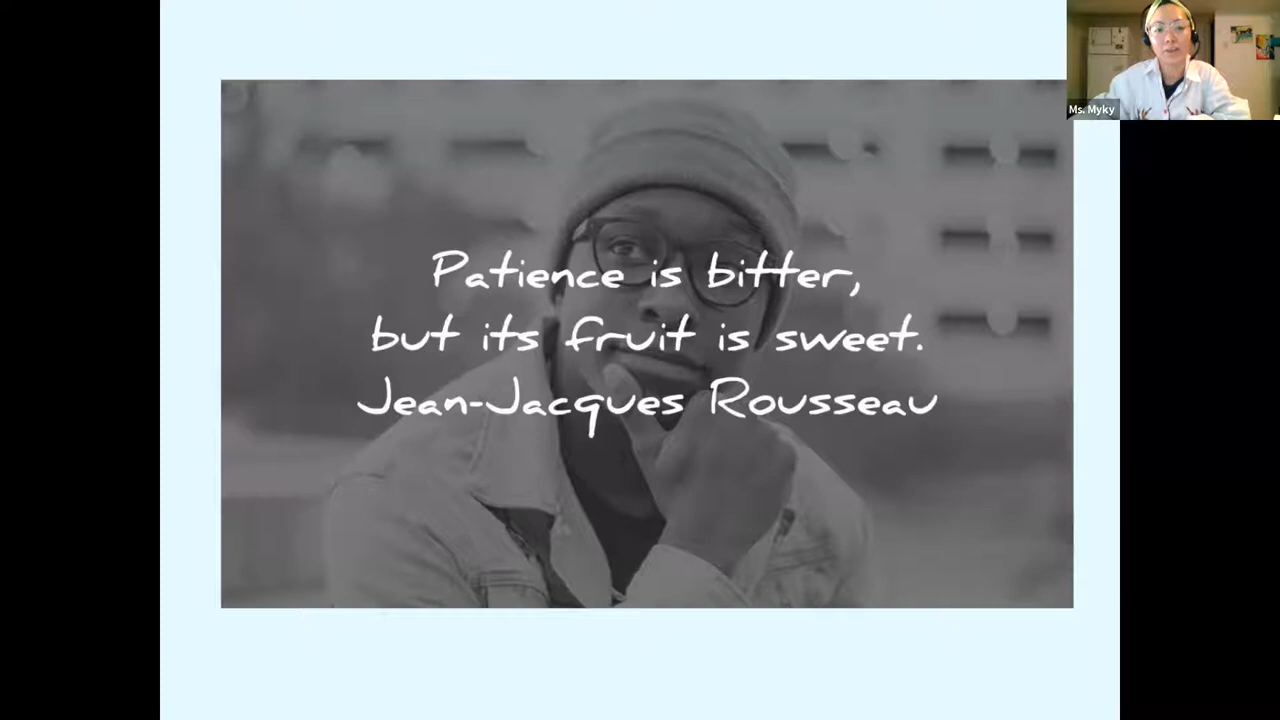 Ms. Myky
Patience is bitter,
but its fruit is sweet.
Jean-Jacques Rousseau